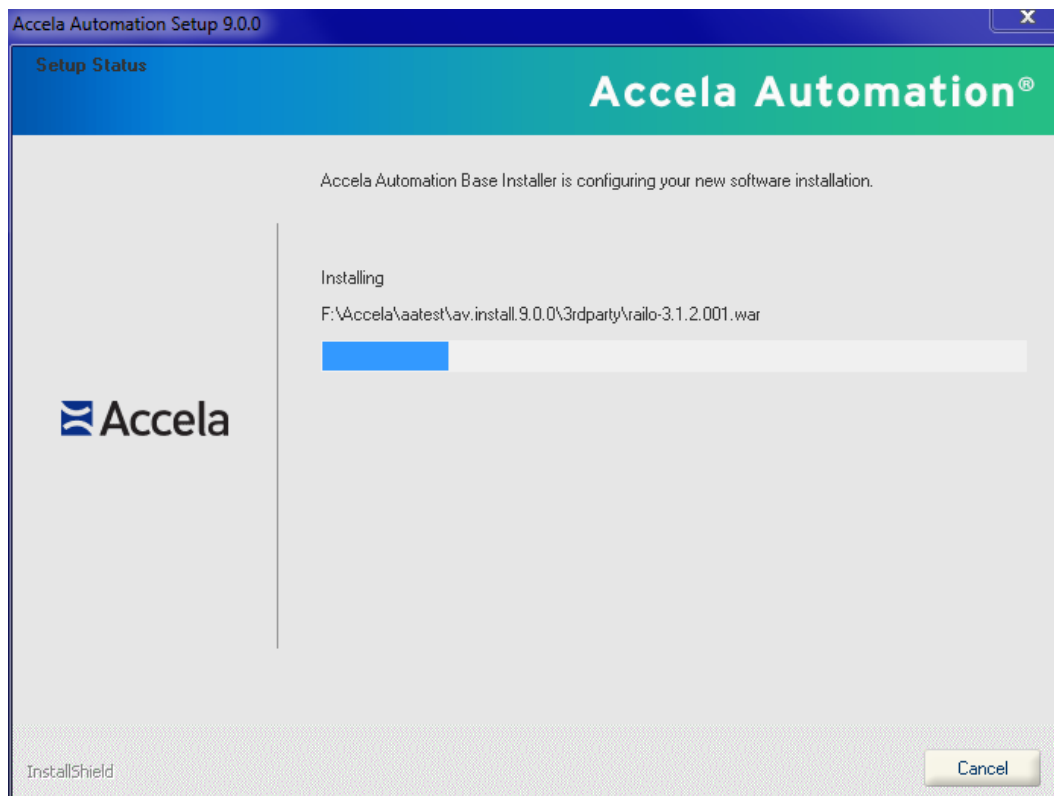 Accela Automation Setup 9.0.0
X
Setup Status
Accela Automation®
Accela Automation Base Installer is configuring your new software installation.
Installing
F:\Accela\aatest\av.install.9.0.0\3rdparty\railo-3.1.2.001.war
Accela
InstallShield
Cancel